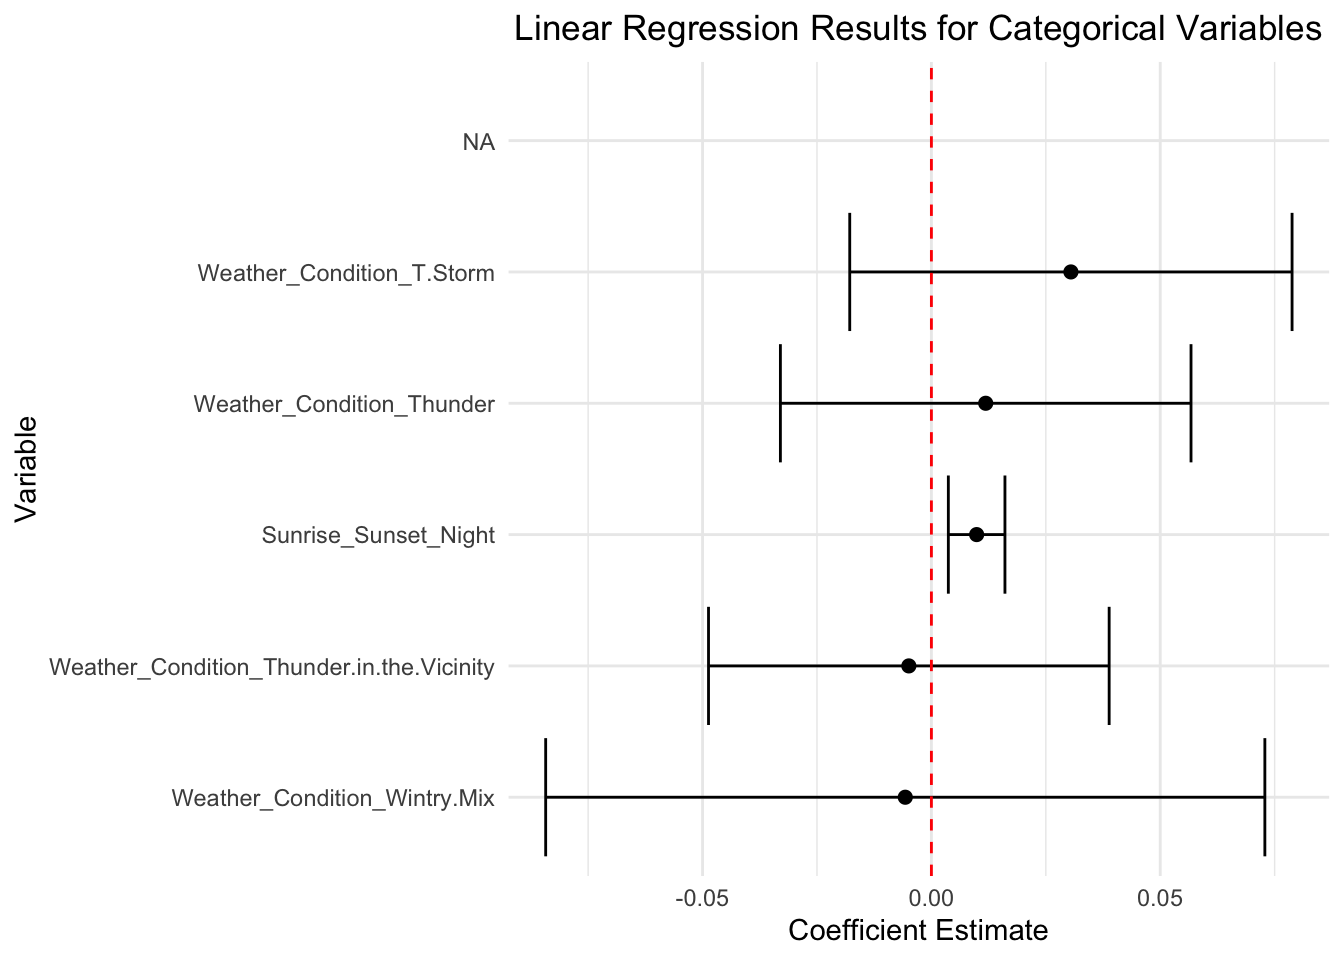 Linear Regression Results for Categorical Variables
NA
Weather_Condition_T.Storm
Weather_Condition_Thunder
Sunrise_Sunset_Night
Weather_Condition_Thunder.in.the.Vicinity
Weather_Condition_Wintry.Mix
Variable
-0.05 0.00 0.05
Coefficient Estimate